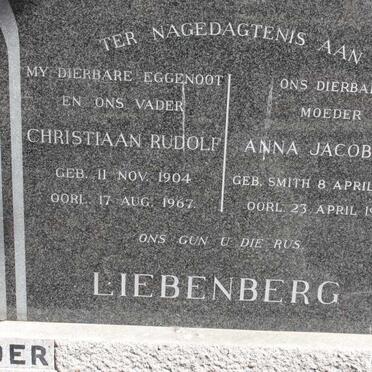 TER NAGEDAGTENIS AAN
MY DIERBARE EGGENOOT
EN ONS VADER
CHRISTIAAN RUDOLF
GEB. 11 NOV. 1904
OORL. 17 AUG. 1967.
ONS DIERBA
MOEDER
ANNA JACOB
GEB. SMITH 8 APRIL
OORL. 23 APRIL 1
ONS GUN U DIE RUS
LIEBENBERG
DER